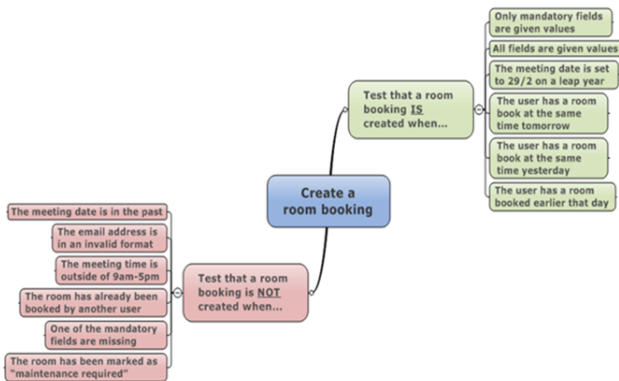 Only mandatory fields
are given values
All fields are given values
The meeting date is set
to 29/2 on a leap year
The user has a room
book at the same
time tomorrow
The user has a room
book at the same
time yesterday
The user has a room
booked earlier that day
Test that a room
booking IS
created when...
Create a
room booking
Test that a room
booking is NOT
created when...
The meeting date is in the past
The email address is
in an invalid format
The meeting time is
outside of 9am-5pm
The room has already been
booked by another user
One of the mandatory
fields are missing
The room has been marked as
"maintenance required"